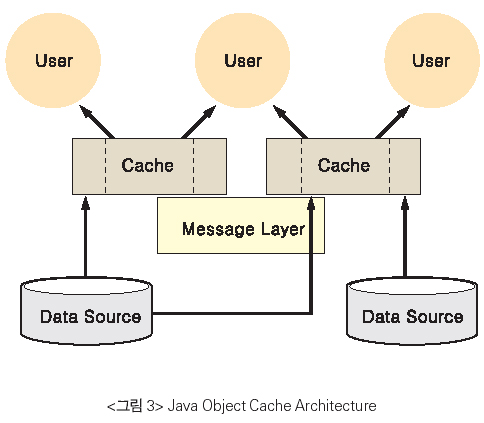 User User User
Cache Cache
Message Layer
Data Source Data Source
<그림 3> Java Object Cache Architecture